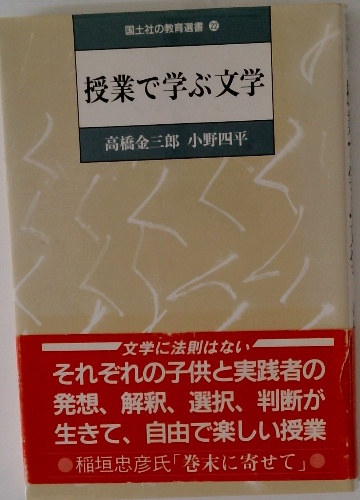 国土社の教育選書 22
授業で学ぶ文学
高橋金三郎 小野四平
文学に法則はない
それぞれの子供と実践者の
発想、解釈、選択、判断が
生きて、自由で楽しい授業
●稲垣忠彦氏「巻末に寄せて」●